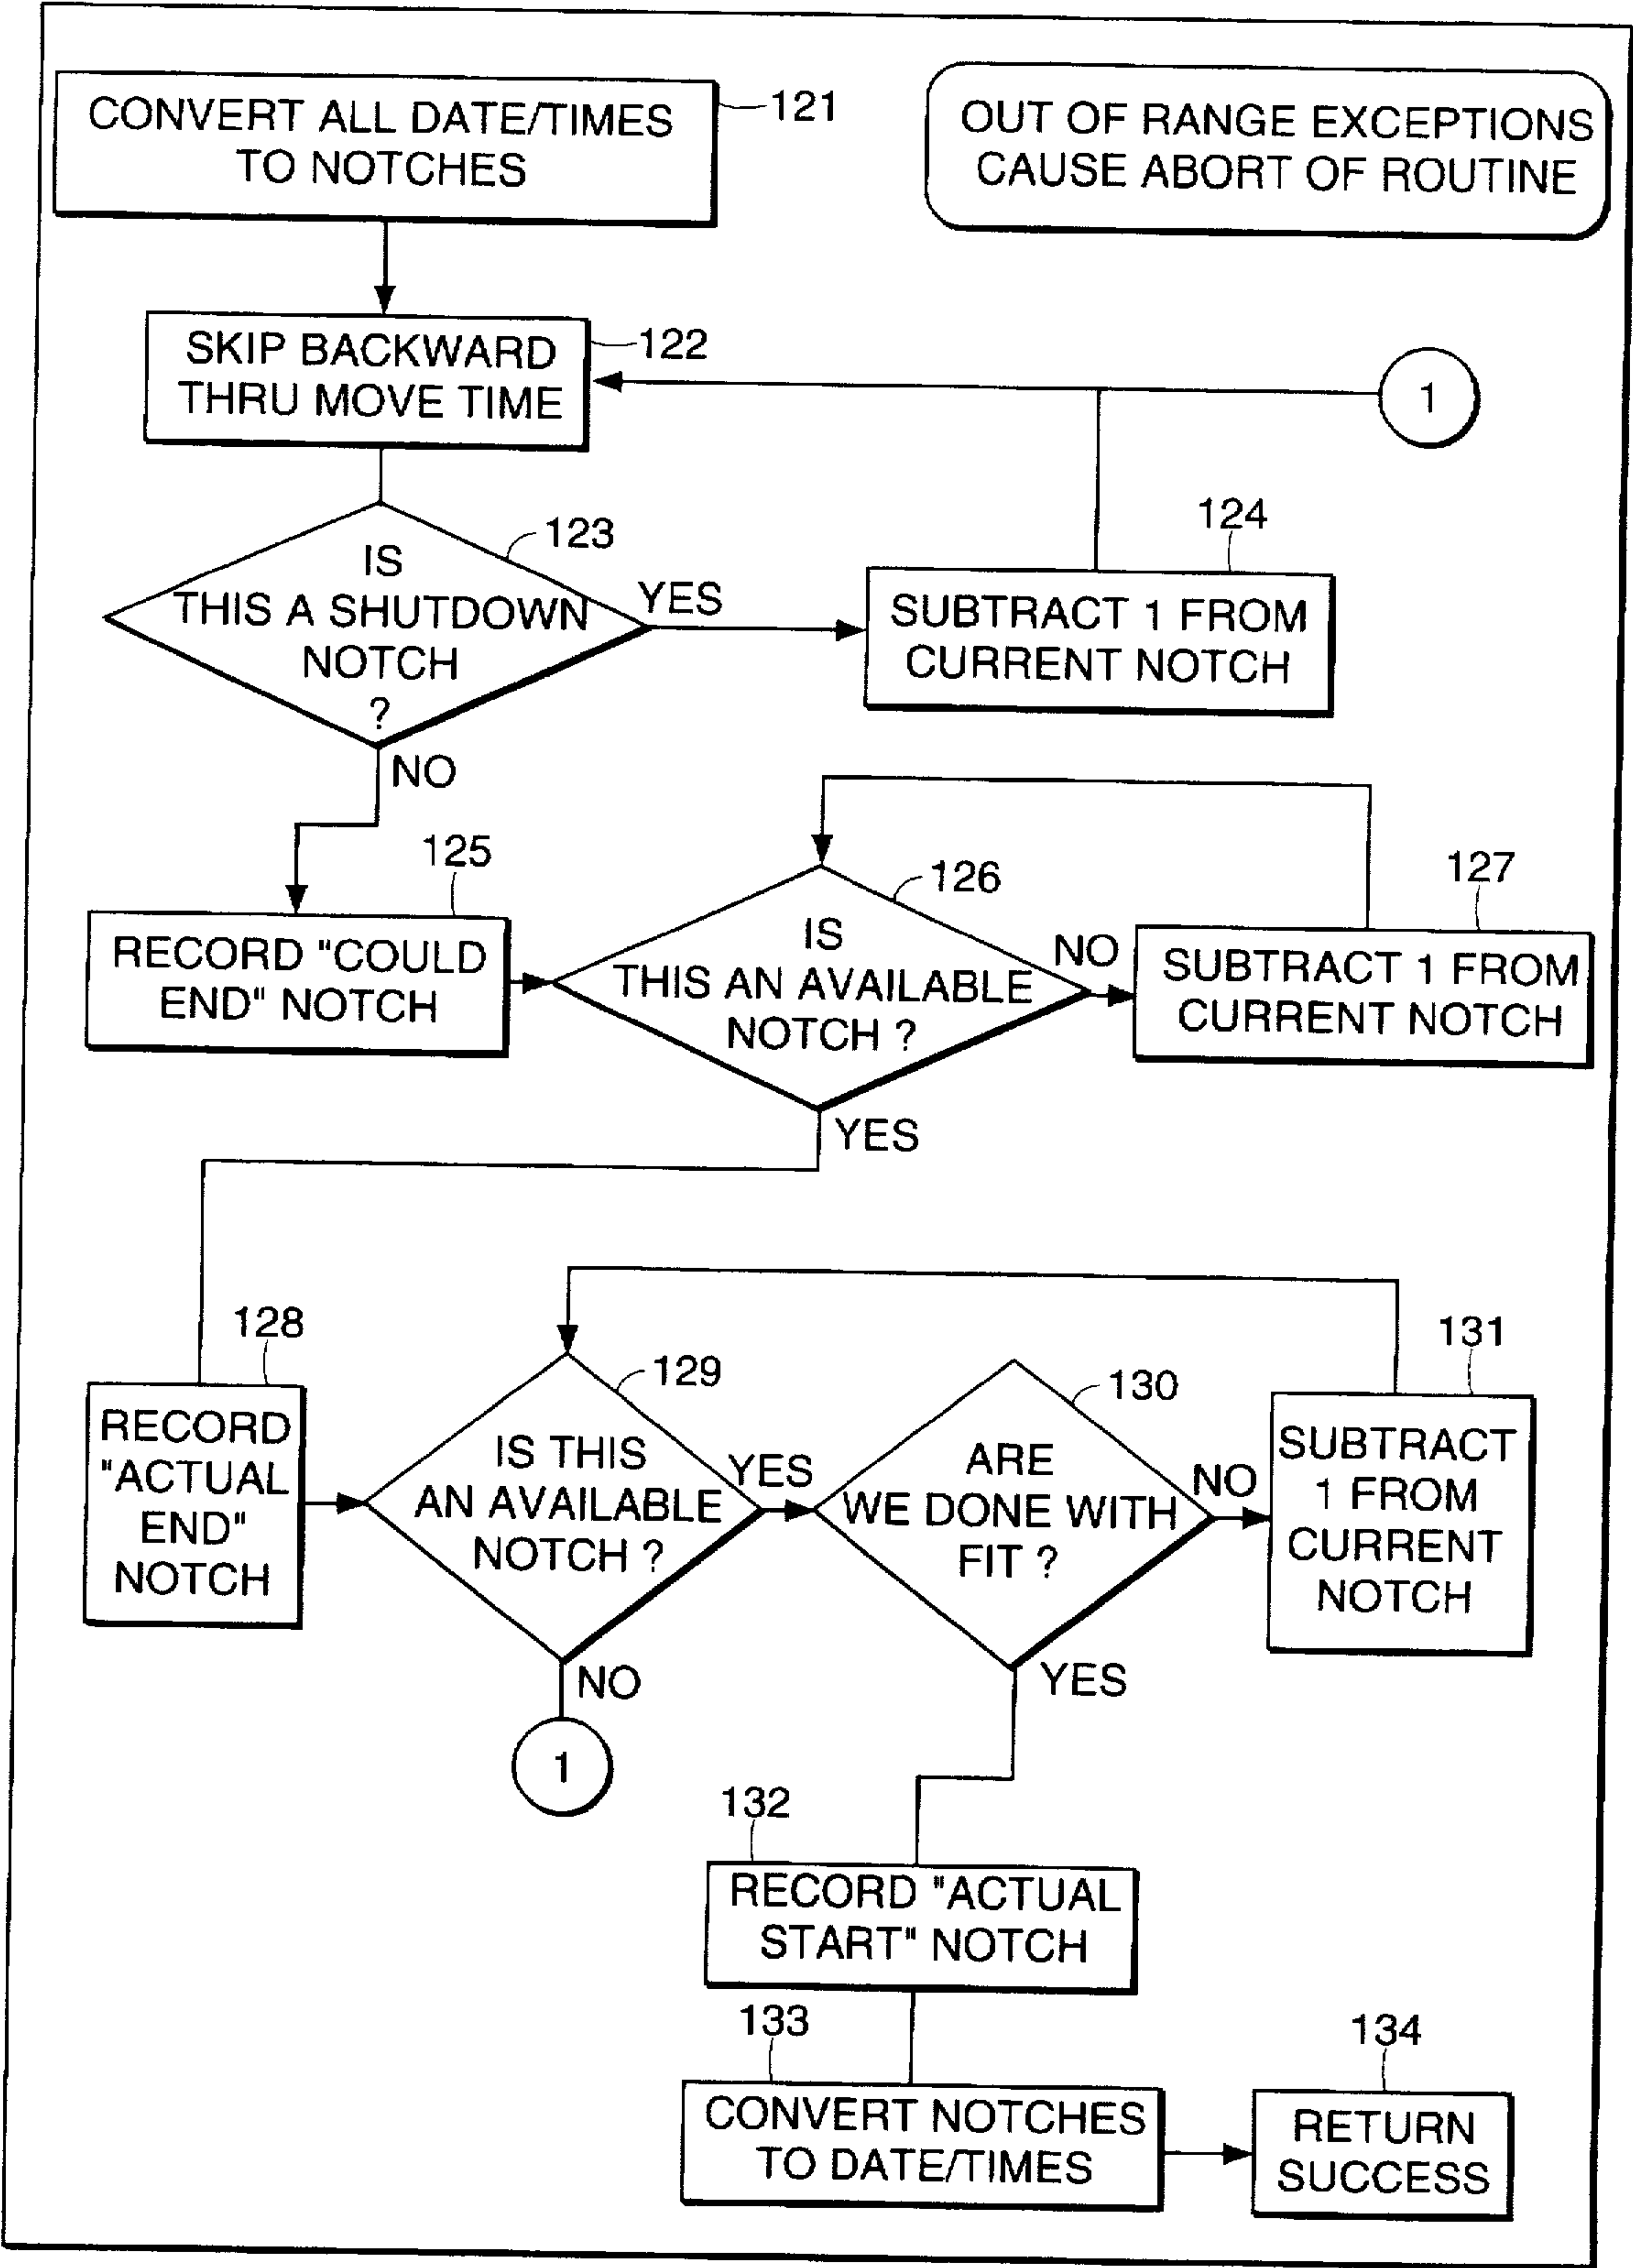 CONVERT ALL DATE/TIMES
TO NOTCHES
121
OUT OF RANGE EXCEPTIONS
CAUSE ABORT OF ROUTINE
SKIP BACKWARD
THRU MOVE TIME
122
1
123
IS
THIS A SHUTDOWN
NOTCH
?
YES
NO
124
SUBTRACT 1 FROM
CURRENT NOTCH
125
RECORD "COULD
END" NOTCH
126
IS
THIS AN AVAILABLE
NOTCH ?
NO
YES
127
SUBTRACT 1 FROM
CURRENT NOTCH
128
RECORD
"ACTUAL
END"
NOTCH
129
IS THIS
AN AVAILABLE
NOTCH ?
YES
NO
1
130
ARE
WE DONE WITH
FIT ?
NO
YES
131
SUBTRACT
1 FROM
CURRENT
NOTCH
132
RECORD "ACTUAL
START" NOTCH
133
CONVERT NOTCHES
TO DATE/TIMES
134
RETURN
SUCCESS